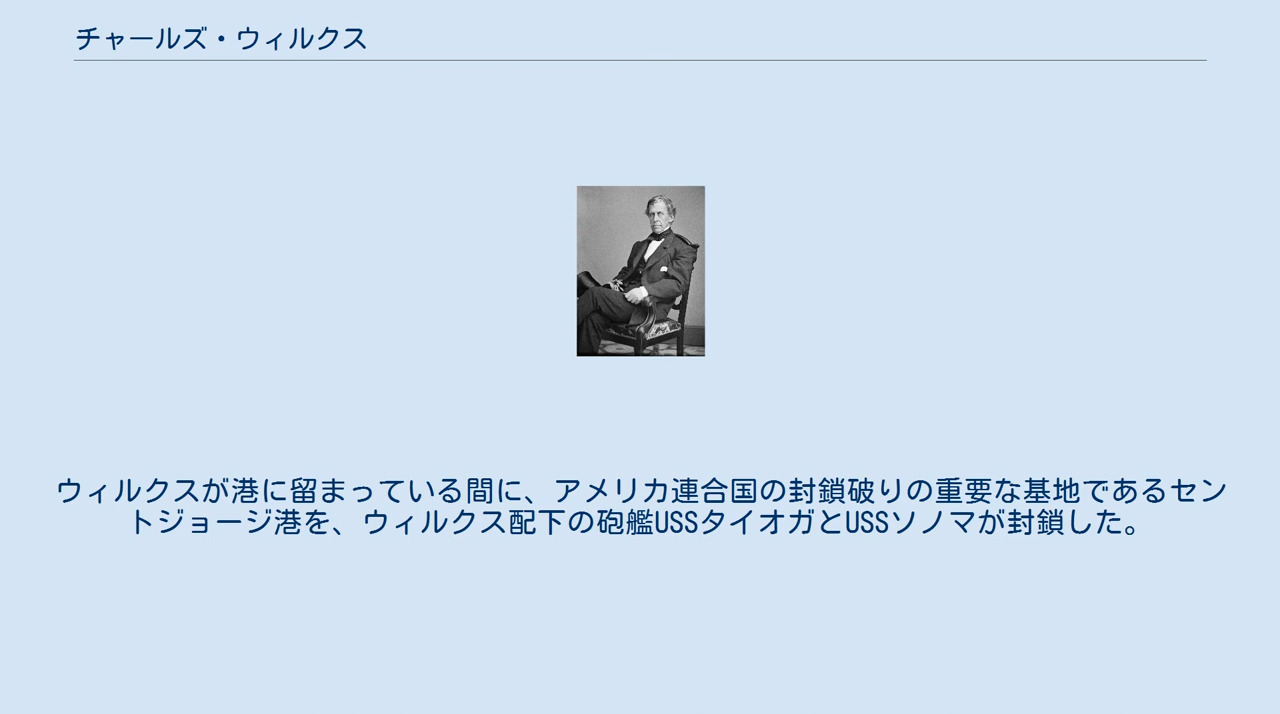 チャールズ・ウィルクス
ウィルクスが港に留まっている間に、アメリカ連合国の封鎖破りの重要な基地であるセン
トジョージ港を、ウィルクス配下の砲艦USSタイオガとUSSソノマが封鎖した。